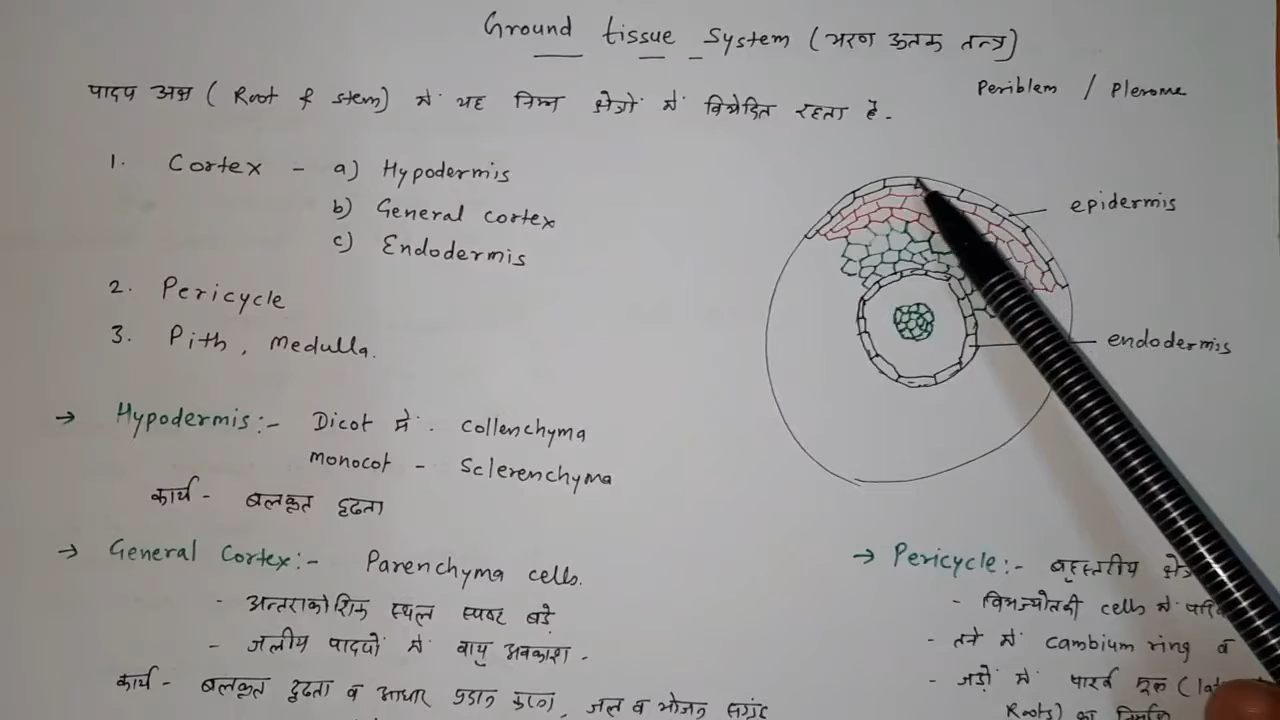 Ground tissue System (भरण ऊतक तन्त्र)
Periblem / Plerome
पादप अक्ष ( Root & stem) में यह निम्न क्षेत्रों में विभेदित रहता है.
1. Cortex - a) Hypodermis
b) General cortex
c) Endodermis
2. Pericycle
3. Pith, Medulla.
epidermis
endodermis
→ Hypodermis:- Dicot में. Collenchyma
monocot - Sclerenchyma
कार्य - बलकृत दृढता
→ General Cortex:- Parenchyma cells.
- अन्तराकोशिक स्थल स्पष्ट बडे
- जलीय पादपों में वायु अवकाश.
कार्य - बलकृत दृढता व आधार प्रदान करना, जल व भोजन संग्रह
→ Pericycle:- बहुस्तरीय
- विभज्योतकी cells में
- तने में cambium ring व
- जड़ों में पार्श्व मूल (
Roots) का निर्माण